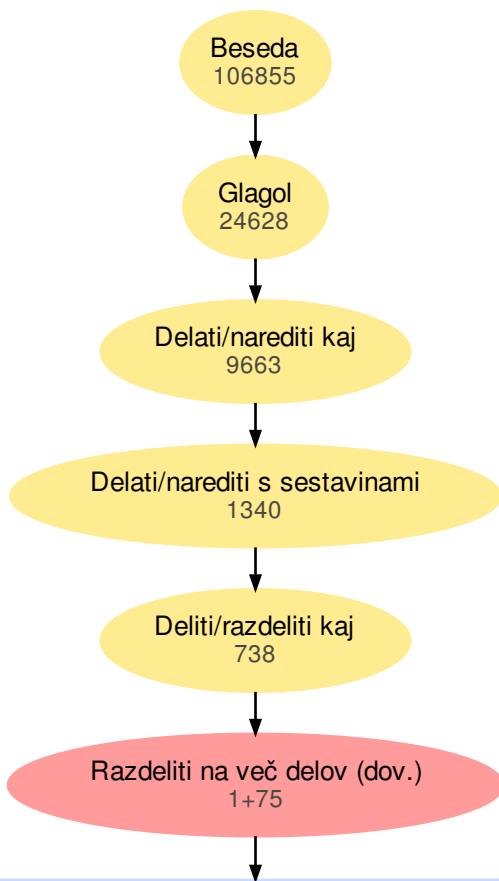 Beseda
106855
Glagol
24628
Delati/narediti kaj
9663
Delati/narediti s sestavinami
1340
Deliti/razdeliti kaj
738
Razdeliti na več delov (dov.)
1+75